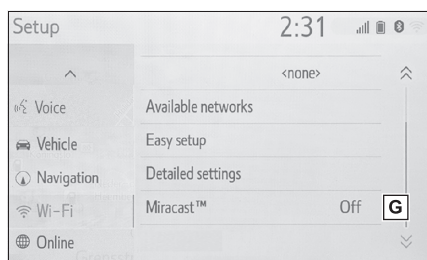 Setup 2:31
<none>
Voice Available networks
Vehicle Easy setup
Navigation Detailed settings
Wi-Fi Miracast™ Off G
Online